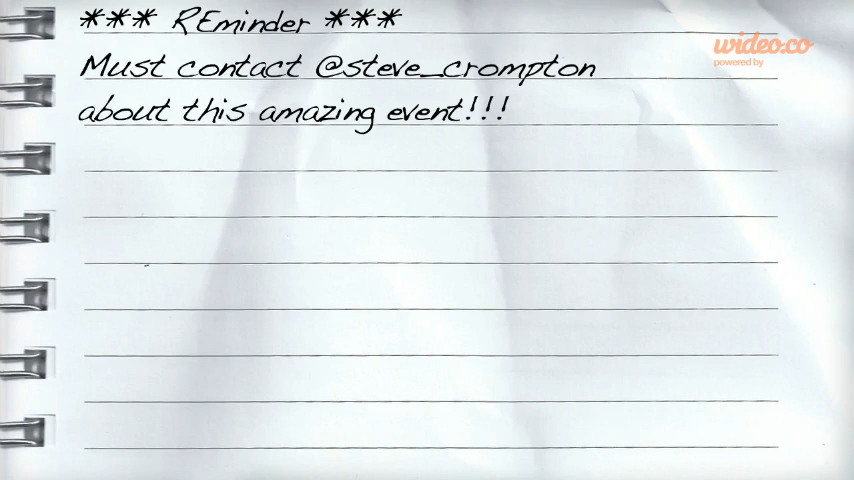 *** REminder ***
Must contact @steve_crompton
about this amazing event!!!
wideo.co
powered by